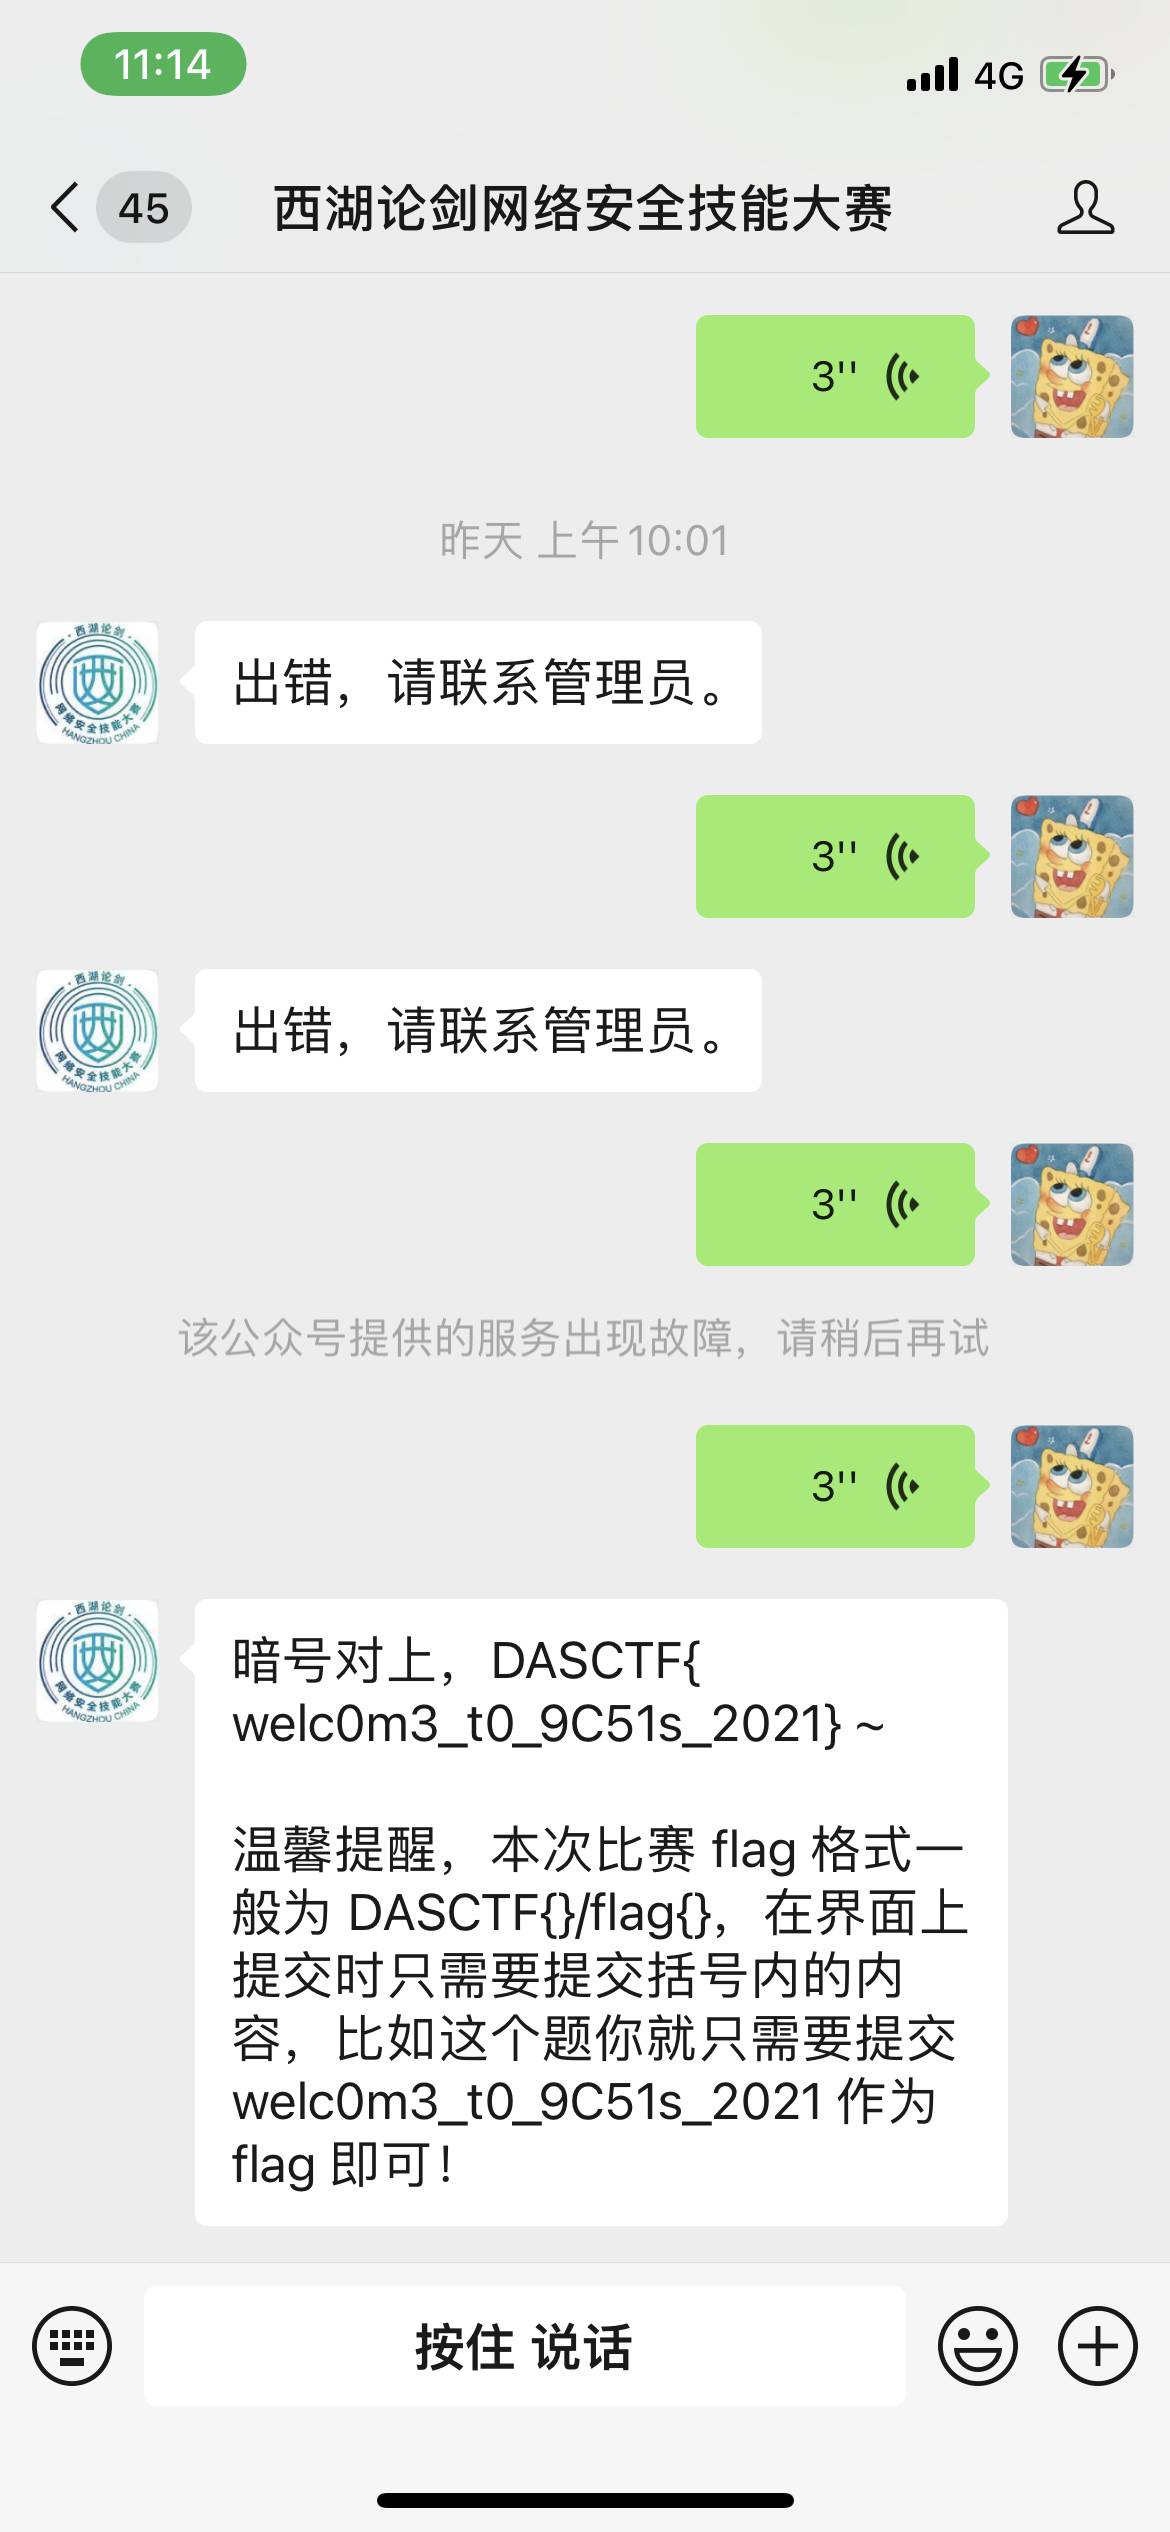 11:14
4G
45
西湖论剑网络安全技能大赛
3''
昨天 上午10:01
·西湖论剑·
网络安全技能大赛
HANGZHOU CHINA
出错，请联系管理员。
3''
·西湖论剑·
网络安全技能大赛
HANGZHOU CHINA
出错，请联系管理员。
3''
该公众号提供的服务出现故障，请稍后再试
3''
·西湖论剑·
网络安全技能大赛
HANGZHOU CHINA
暗号对上，DASCTF{
welc0m3_t0_9C51s_2021} ~
温馨提醒，本次比赛 flag 格式一
般为 DASCTF{}/flag{}，在界面上
提交时只需要提交括号内的内
容，比如这个题你就只需要提交
welc0m3_t0_9C51s_2021 作为
flag 即可！
按住 说话